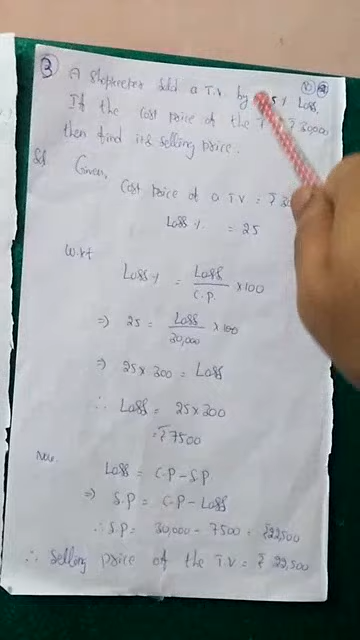 ③ A Shopkeeper Sold a T.V. by 5% Loss,
If the cost price of the ₹ 30,000
then find its selling price.
Sol Given,
Cost price of a T.V = ₹ 30
Loss% = 25
W.k.t
Loss% = Loss/C.P. ×100
⇒ 25 = Loss/30,000 ×100
⇒ 25×300 = Loss
∴ Loss = 25×300
= ₹7500
Now,
Loss = C.P - S.P.
⇒ S.P = C.P - Loss
∴ S.P = 30,000 - 7500 = ₹22500
∴ Selling price of the T.V = ₹ 22,500